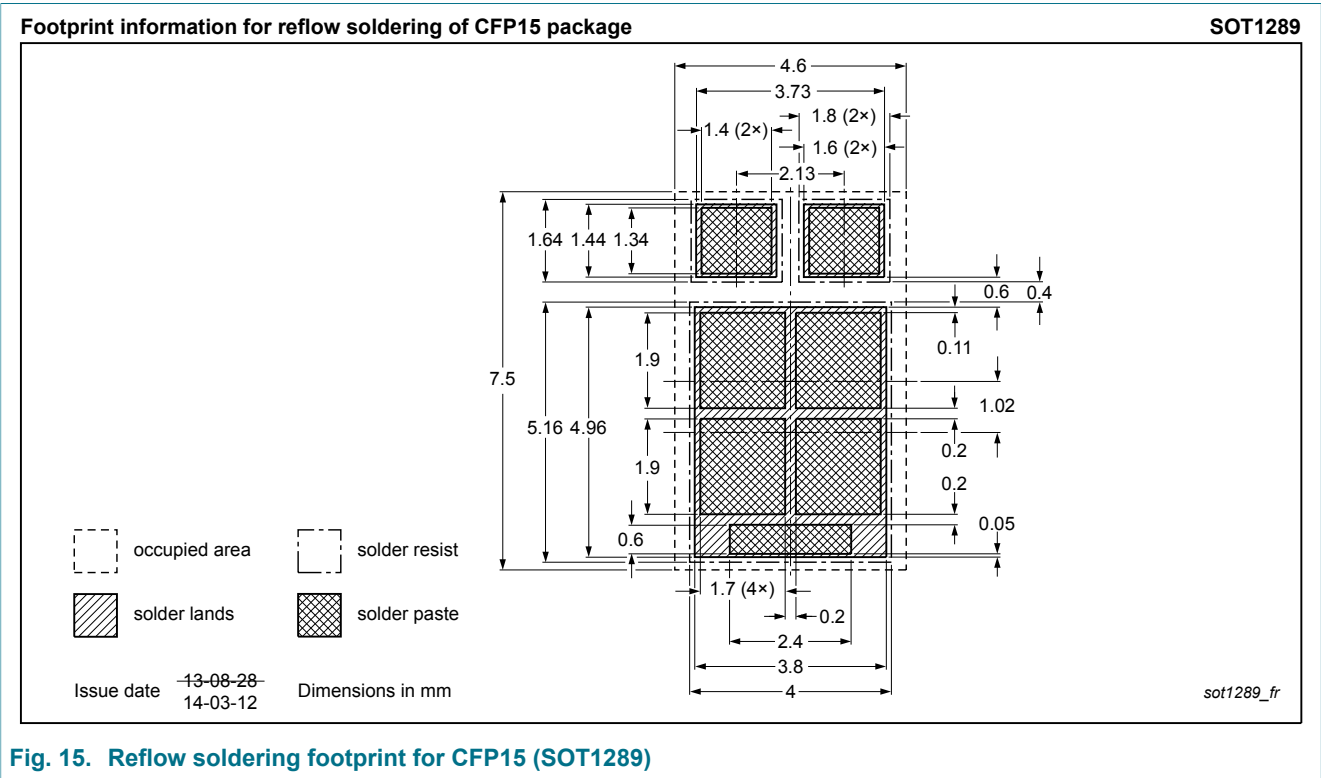 Footprint information for reflow soldering of CFP15 package SOT1289
4.6
3.73
1.8 (2×)
1.4 (2×)
1.6 (2×)
2.13
1.64 1.44 1.34
0.6 0.4
0.11
1.9
7.5
1.02
5.16 4.96
0.2
1.9
0.2
0.05
0.6
1.7 (4×)
0.2
2.4
3.8
4
occupied area
solder resist
solder lands
solder paste
Issue date 13-08-28
14-03-12
Dimensions in mm
sot1289_fr
Fig. 15. Reflow soldering footprint for CFP15 (SOT1289)